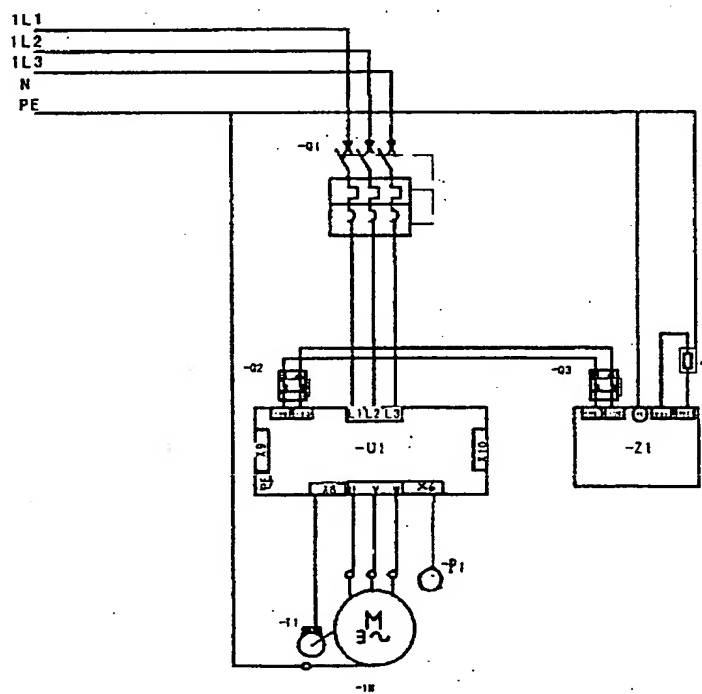 1L1
1L2
1L3
N
PE
-Q1
-Q2
-Q3
L1 L2 L3
X9
-U1
X10
-Z1
PE
X8
V
X6
-P1
M
3~
-T1